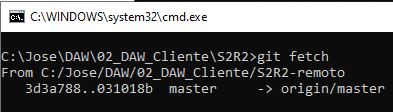 C:\WINDOWS\system32\cmd.exe
C:\Jose\DAW\02_DAW_Cliente\S2R2>git fetch
From C:/Jose/DAW/02_DAW_Cliente/S2R2-remoto
   3d3a788..031018b  master     -> origin/master